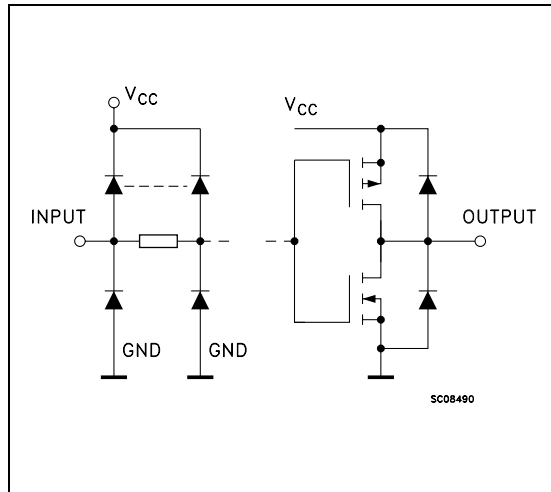 VCC
VCC
INPUT
OUTPUT
GND
GND
SC08490